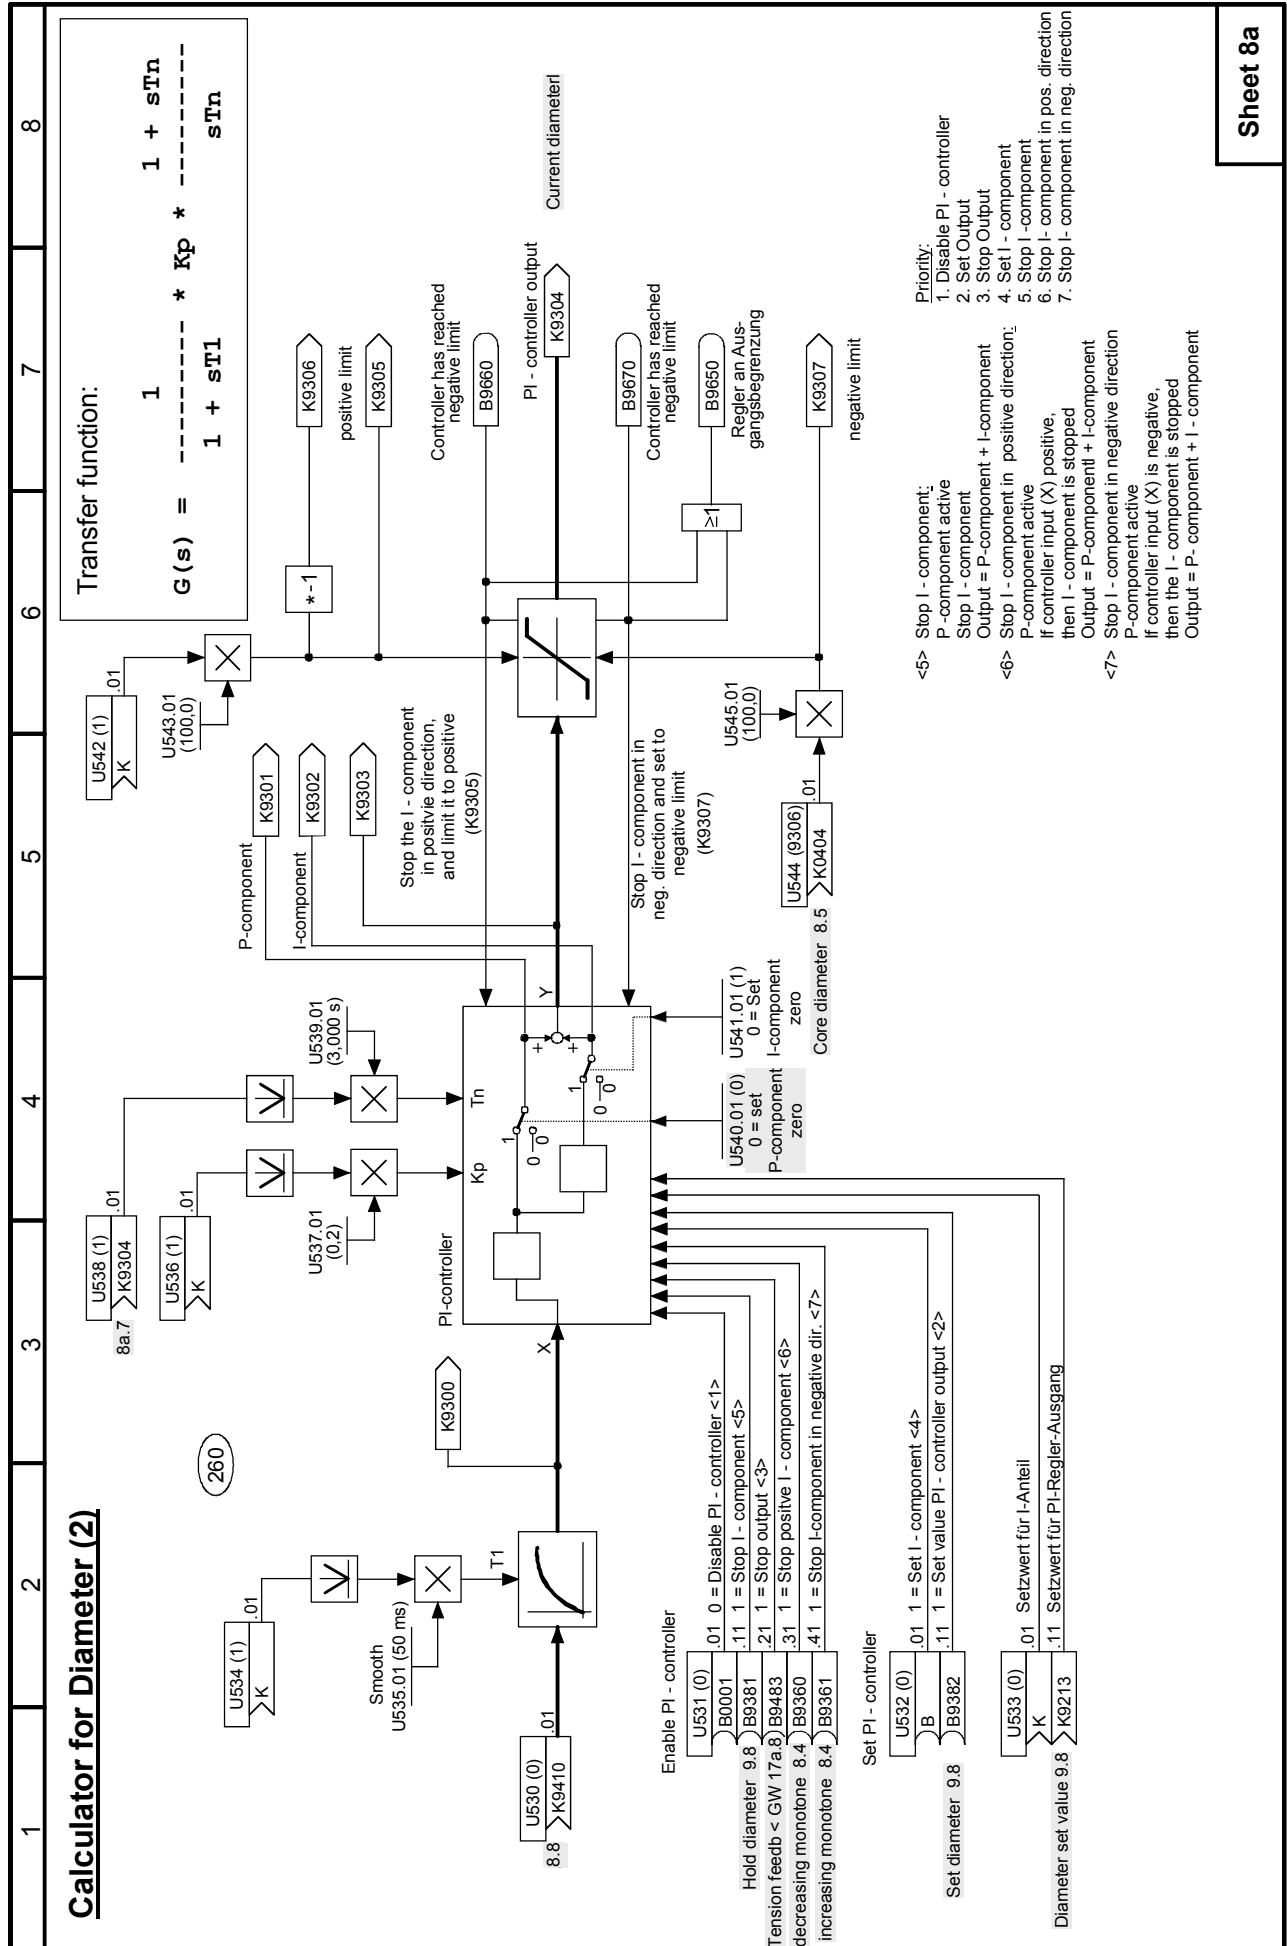 1 2 3 4 5 6 7 8
Calculator for Diameter (2)
260
Transfer function:
1 1 + sTn
G(s) = -------- * Kp * ----------
1 + sT1 sTn
U534 (1)
K
.01
Smooth
U535.01 (50 ms)
T1
U530 (0)
K9410
.01
8.8
K9300
X
U538 (1)
K9304
.01
8a.7
U536 (1)
K
.01
U537.01
(0,2)
U539.01
(3,000 s)
PI-controller
Kp
Tn
1
0
0
1
0
0
+
+
Y
P-component
K9301
I-component
K9302
K9303
U542 (1)
K
.01
U543.01
(100,0)
*-1
K9306
positive limit
K9305
Stop the I - component
in positvie direction,
and limit it to positive
(K9305)
Controller has reached
negative limit
B9660
PI - controller output
K9304
Current diameterl
Stop I - component in
neg. direction and set to
negative limit
(K9307)
B9670
Controller has reached
negative limit
≥1
B9650
Regler an Aus-
gangsbegrenzung
K9307
negative limit
U545.01
(100,0)
U544 (9306)
K0404
.01
Core diameter 8.5
U540.01 (0)
0 = set
P-component
zero
U541.01 (1)
0 = Set
I-component
zero
Enable PI - controller
U531 (0)
B0001 .01 0 = Disable PI - controller <1>
Hold diameter 9.8 B9381 .11 1 = Stop I - component <5>
Tension feedb < GW 17a.8 B9483 .21 1 = Stop output <3>
decreasing monotone 8.4 B9360 .31 1 = Stop positve I - component <6>
increasing monotone 8.4 B9361 .41 1 = Stop I-component in negative dir. <7>
Set PI - controller
U532 (0)
B .01 1 = Set I - component <4>
Set diameter 9.8 B9382 .11 1 = Set value PI - controller output <2>
U533 (0)
K .01 Setzwert für I-Anteil
Diameter set value 9.8 K9213 .11 Setzwert für PI-Regler-Ausgang
<5> Stop I - component:
P -component active
Stop I - component
Output = P-component + I-component
<6> Stop I - component in positive direction:
P-component active
If controller input (X) positive,
then I - component is stopped
Output = P-componentl + I-component
<7> Stop I-component in negative direction
P-component active
If controller input (X) is negative,
then the I - component is stopped
Output = P- component + I - component
Priority:
1. Disable PI - controller
2. Set Output
3. Stop Output
4. Set I - component
5. Stop I -component
6. Stop I- component in pos. direction
7. Stop I- component in neg. direction
Sheet 8a